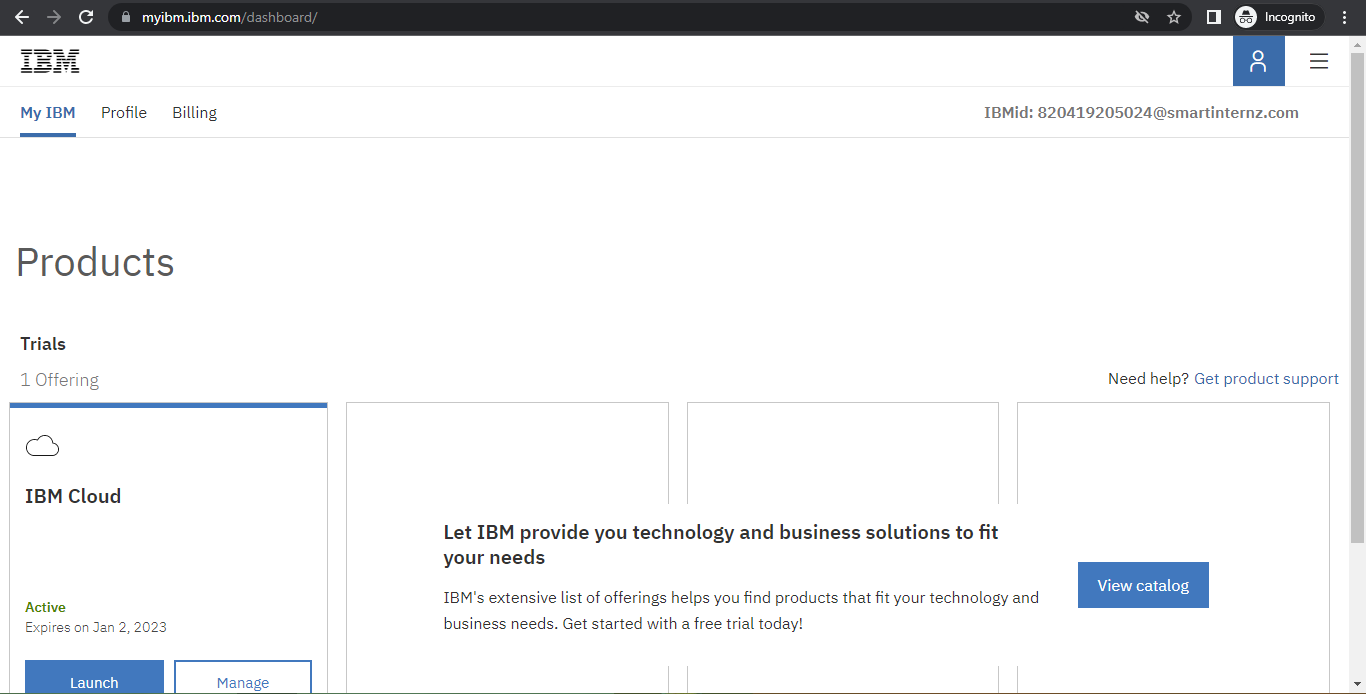 myibm.ibm.com/dashboard/
Incognito
IBM
My IBM Profile Billing
IBMid: 820419205024@smartinternz.com
Products
Trials
1 Offering
Need help? Get product support
IBM Cloud
Active
Expires on Jan 2, 2023
Launch
Manage
Let IBM provide you technology and business solutions to fit
your needs
IBM's extensive list of offerings helps you find products that fit your technology and
business needs. Get started with a free trial today!
View catalog